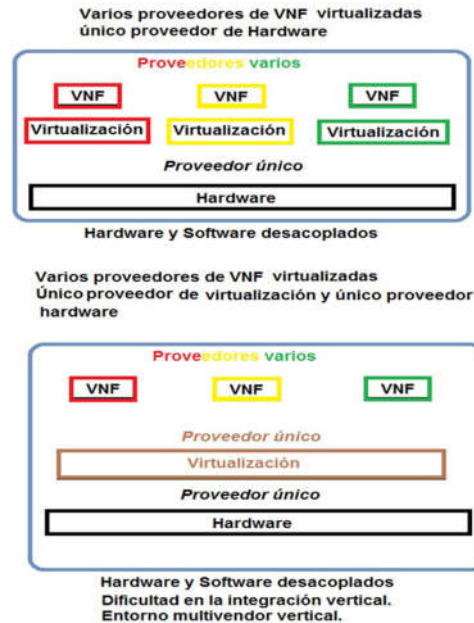 Varios proveedores de VNF virtualizadas
único proveedor de Hardware
Proveedores varios
VNF VNF VNF
Virtualización Virtualización Virtualización
Proveedor único
Hardware
Hardware y Software desacoplados
Varios proveedores de VNF virtualizadas
Único proveedor de virtualización y único proveedor
hardware
Proveedores varios
VNF VNF VNF
Proveedor único
Virtualización
Proveedor único
Hardware
Hardware y Software desacoplados
Dificultad en la integración vertical.
Entorno multivendor vertical.